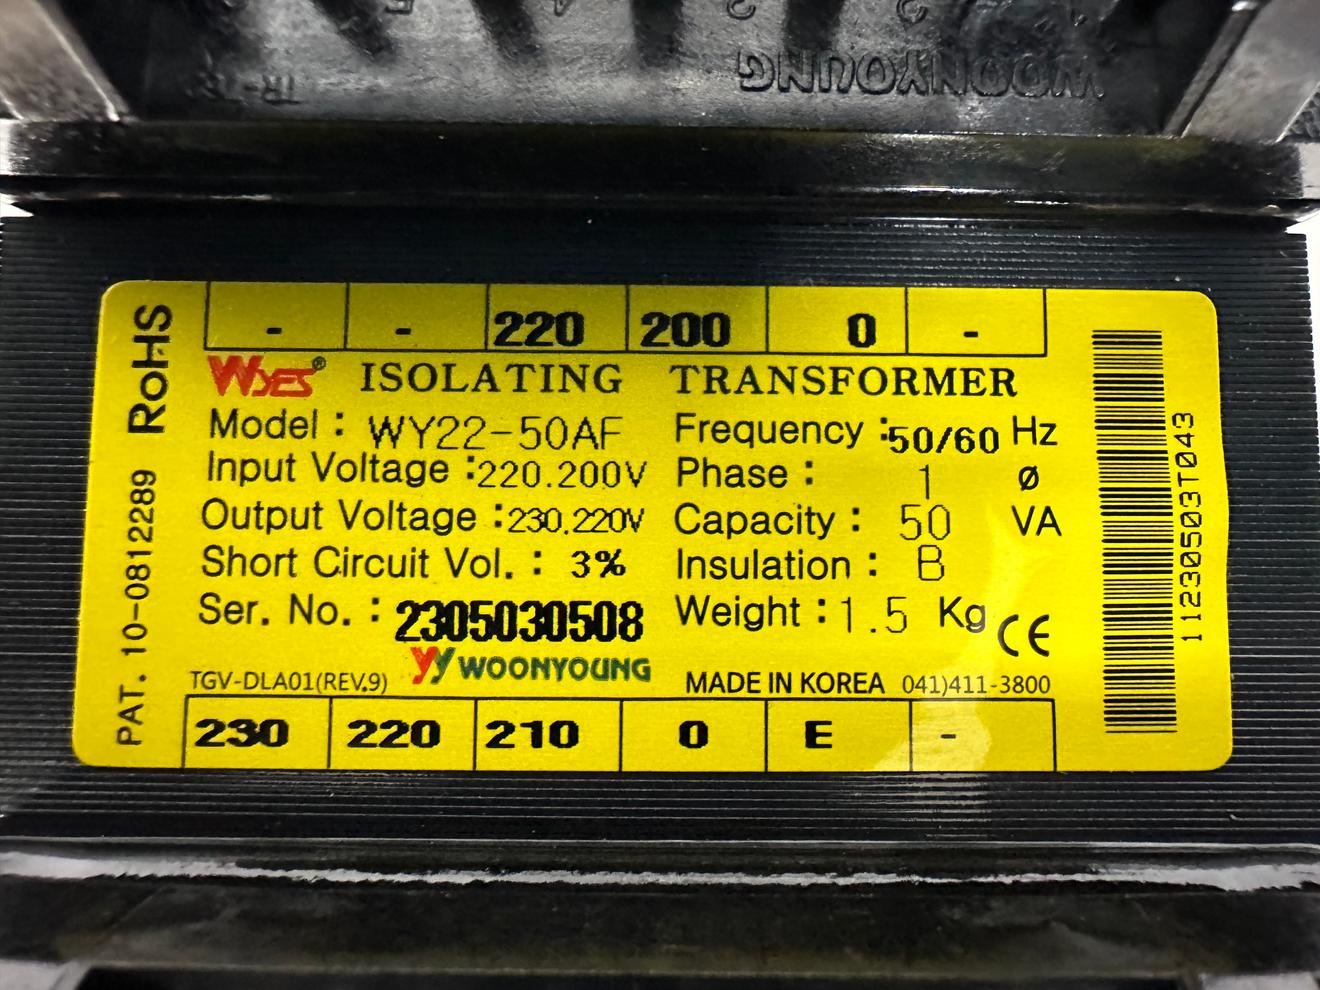 WOONYOUNG
- - 220 200 0 -
WYES® ISOLATING TRANSFORMER
Model : WY22-50AF Frequency : 50/60 Hz
Input Voltage : 220.200V Phase : 1 ø
Output Voltage : 230.220V Capacity : 50 VA
Short Circuit Vol. : 3% Insulation : B
Ser. No. : 2305030508 Weight : 1.5 Kg CE
TGV-DLA01(REV.9) yy WOONYOUNG MADE IN KOREA 041)411-3800
230 220 210 0 E -
PAT. 10-0812289 RoHS
11230503T043